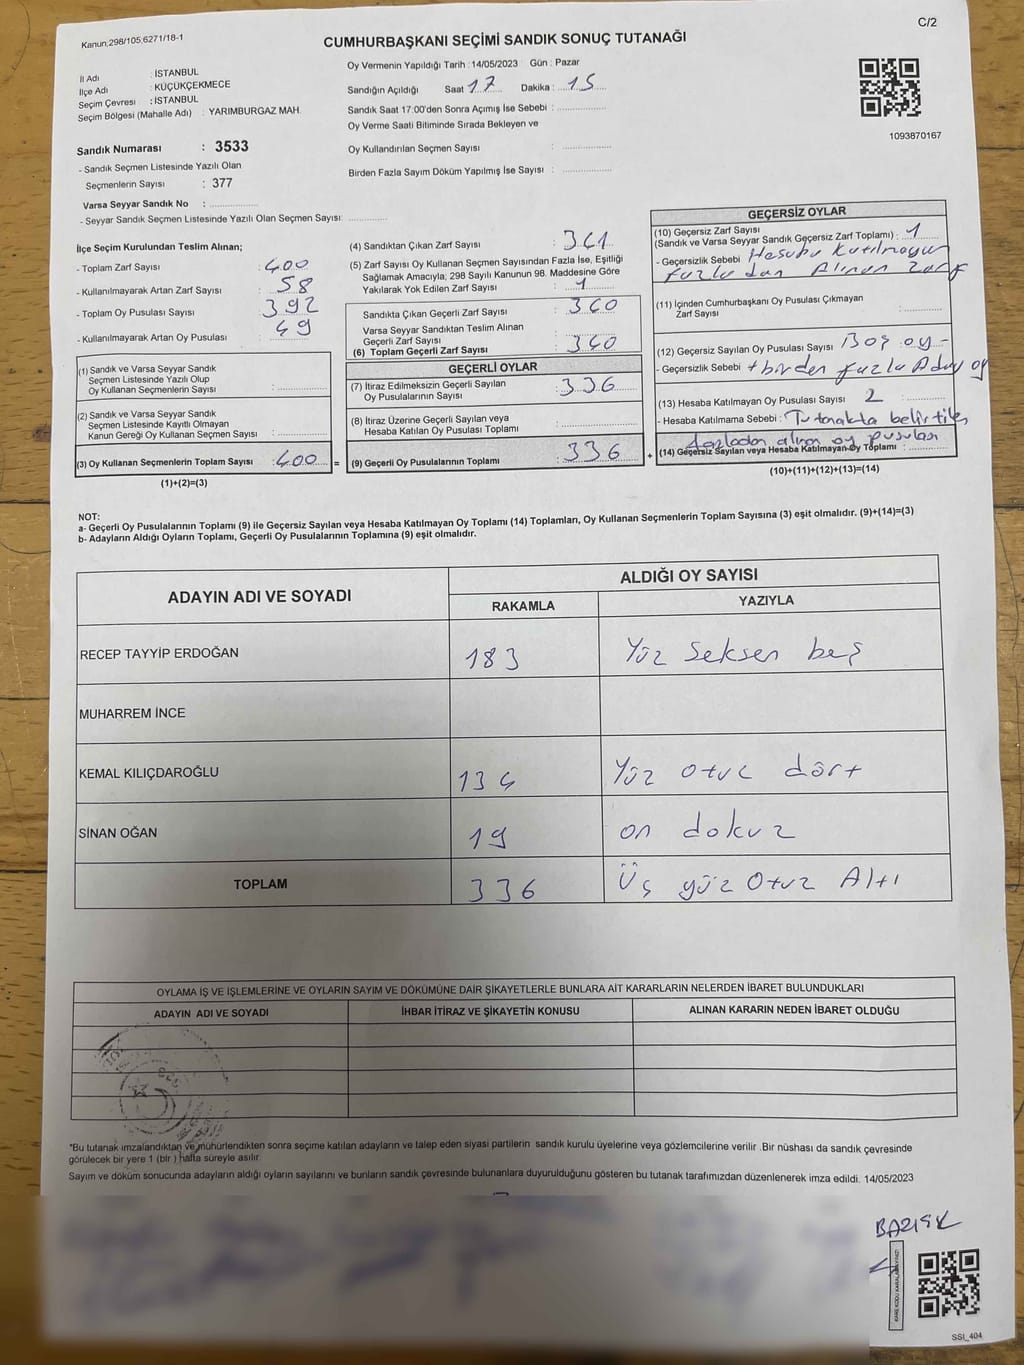 Kanun,298/105,6271/18-1
C/2
CUMHURBAŞKANI SEÇİMİ SANDIK SONUÇ TUTANAĞI
İl Adı : İSTANBUL
İlçe Adı : KÜÇÜKÇEKMECE
Seçim Çevresi : İSTANBUL
Seçim Bölgesi (Mahalle Adı) : YARIMBURGAZ MAH.
Sandık Numarası : 3533
- Sandık Seçmen Listesinde Yazılı Olan
Seçmenlerin Sayısı : 377
Varsa Seyyar Sandık No :
- Seyyar Sandık Seçmen Listesinde Yazılı Olan Seçmen Sayısı:
Oy Vermenin Yapıldığı Tarih :14/05/2023 Gün : Pazar
Sandığın Açıldığı Saat 17 Dakika : 15
Sandık Saat 17:00'den Sonra Açımış İse Sebebi :
Oy Verme Saati Bitiminde Sırada Bekleyen ve
Oy Kullandırılan Seçmen Sayısı :
Birden Fazla Sayım Döküm Yapılmış İse Sayısı :
1093870167
İlçe Seçim Kurulundan Teslim Alınan;
- Toplam Zarf Sayısı : 400
- Kullanılmayarak Artan Zarf Sayısı : 58
- Toplam Oy Pusulası Sayısı : 392
- Kullanılmayarak Artan Oy Pusulası : 49
(1) Sandık ve Varsa Seyyar Sandık
Seçmen Listesinde Yazılı Olup
Oy Kullanan Seçmenlerin Sayısı :
(2) Sandık ve Varsa Seyyar Sandık
Seçmen Listesinde Kayıtlı Olmayan
Kanun Gereği Oy Kullanan Seçmen Sayısı :
(3) Oy Kullanan Seçmenlerin Toplam Sayısı : 400 =
(1)+(2)=(3)
(4) Sandıktan Çıkan Zarf Sayısı : 341
(5) Zarf Sayısı Oy Kullanan Seçmen Sayısından Fazla İse, Eşitliği
Sağlamak Amacıyla; 298 Sayılı Kanunun 98. Maddesine Göre
Yakılarak Yok Edilen Zarf Sayısı : 1
Sandıkta Çıkan Geçerli Zarf Sayısı : 340
Varsa Seyyar Sandıktan Teslim Alınan
Geçerli Zarf Sayısı :
(6) Toplam Geçerli Zarf Sayısı : 340
GEÇERLİ OYLAR
(7) İtiraz Edilmeksizin Geçerli Sayılan
Oy Pusulalarının Sayısı : 336
(8) İtiraz Üzerine Geçerli Sayılan veya
Hesaba Katılan Oy Pusulası Toplamı :
(9) Geçerli Oy Pusulalarının Toplamı : 336 +
GEÇERSİZ OYLAR
(10) Geçersiz Zarf Sayısı
(Sandık ve Varsa Seyyar Sandık Geçersiz Zarf Toplamı) : 1
- Geçersizlik Sebebi : Hesaba Katılmayan
fazladan Alınan Zarf
(11) İçinden Cumhurbaşkanı Oy Pusulası Çıkmayan
Zarf Sayısı :
(12) Geçersiz Sayılan Oy Pusulası Sayısı Boş oy -
- Geçersizlik Sebebi + birden fazla Aday oy
(13) Hesaba Katılmayan Oy Pusulası Sayısı : 2
- Hesaba Katılmama Sebebi : Tutanakta belirtilen
fazladan alınan oy pusulası
(14) Geçersiz Sayılan veya Hesaba Katılmayan Oy Toplamı :
(10)+(11)+(12)+(13)=(14)
NOT:
a- Geçerli Oy Pusulalarının Toplamı (9) ile Geçersiz Sayılan veya Hesaba Katılmayan Oy Toplamı (14) Toplamları, Oy Kullanan Seçmenlerin Toplam Sayısına (3) eşit olmalıdır. (9)+(14)=(3)
b- Adayların Aldığı Oyların Toplamı, Geçerli Oy Pusulalarının Toplamına (9) eşit olmalıdır.
ADAYIN ADI VE SOYADI
ALDIĞI OY SAYISI
RAKAMLA
YAZIYLA
RECEP TAYYİP ERDOĞAN 183 Yüz Seksen beş
MUHARREM İNCE
KEMAL KILIÇDAROĞLU 134 Yüz otuz dört
SİNAN OĞAN 19 on dokuz
TOPLAM 336 Üç yüz Otuz Altı
OYLAMA İŞ VE İŞLEMLERİNE VE OYLARIN SAYIM VE DÖKÜMÜNE DAİR ŞİKAYETLERLE BUNLARA AİT KARARLARIN NELERDEN İBARET BULUNDUKLARI
ADAYIN ADI VE SOYADI
İHBAR İTİRAZ VE ŞİKAYETİN KONUSU
ALINAN KARARIN NEDEN İBARET OLDUĞU
*Bu tutanak imzalandıktan ve mühürlendikten sonra seçime katılan adayların ve talep eden siyasi partilerin sandık kurulu üyelerine veya gözlemcilerine verilir .Bir nüshası da sandık çevresinde
görülecek bir yere 1 (bir ) hafta süreyle asılır.
Sayım ve döküm sonucunda adayların aldığı oyların sayılarını ve bunların sandık çevresinde bulunanlara duyurulduğunu gösteren bu tutanak tarafımızdan düzenlenerek imza edildi. 14/05/2023
KARE KODU KARALAMAYINIZ!
SSİ_404